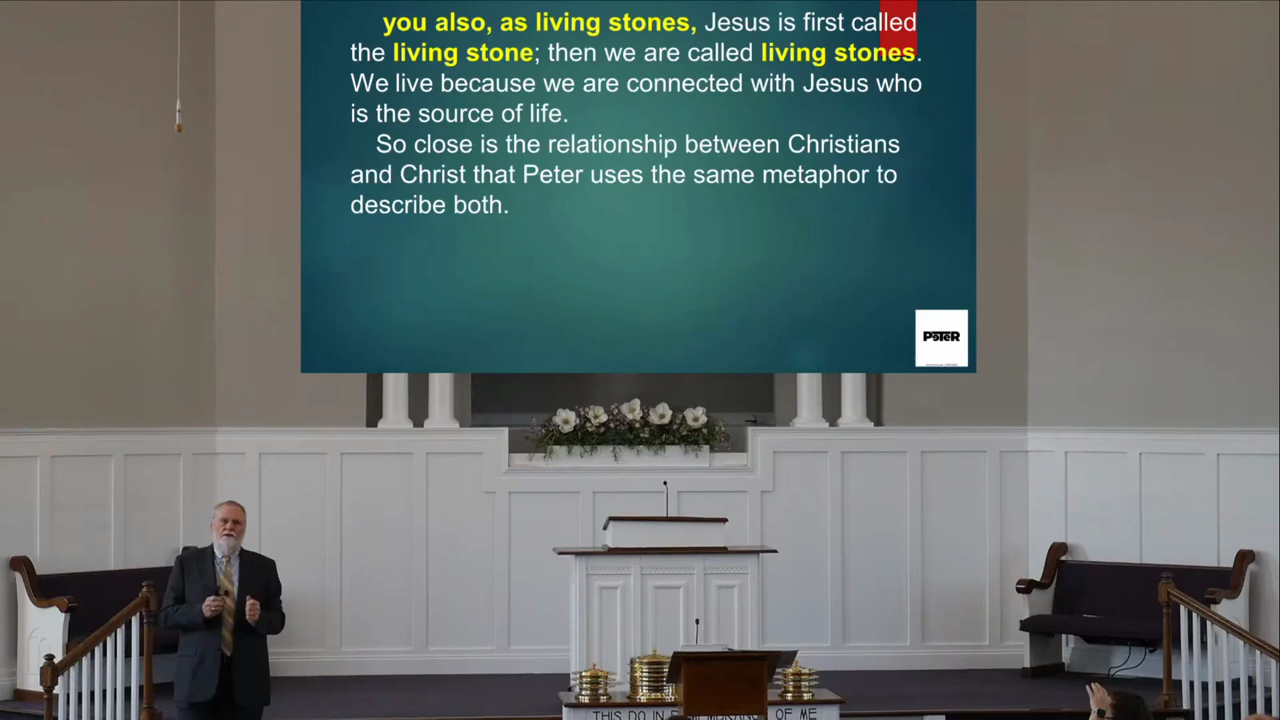 you also, as living stones, Jesus is first called
the living stone; then we are called living stones.
We live because we are connected with Jesus who
is the source of life.
So close is the relationship between Christians
and Christ that Peter uses the same metaphor to
describe both.
PETER
THIS DO IN OF ME